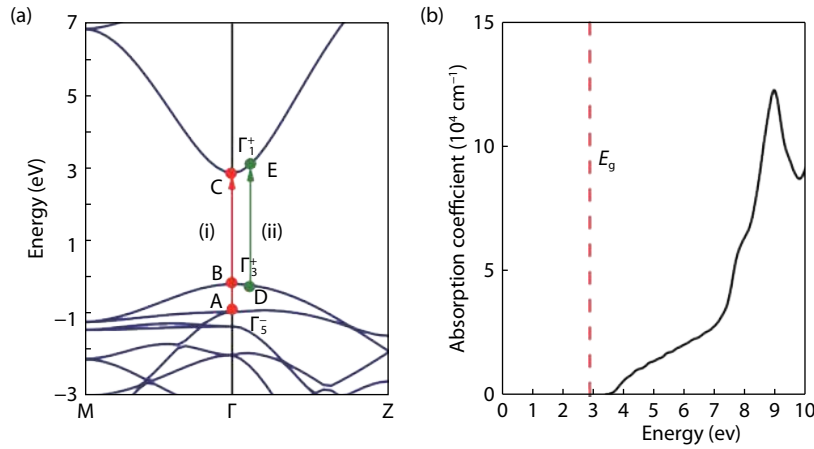 (a)
7
5
3
1
−1
−3
Energy (eV)
M
Γ
Z
Γ₁⁺
E
C
(i)
(ii)
B
Γ₃⁺
A
D
Γ₅⁻
(b)
15
10
5
0
Absorption coefficient (10⁴ cm⁻¹)
E_g
0 1 2 3 4 5 6 7 8 9 10
Energy (ev)